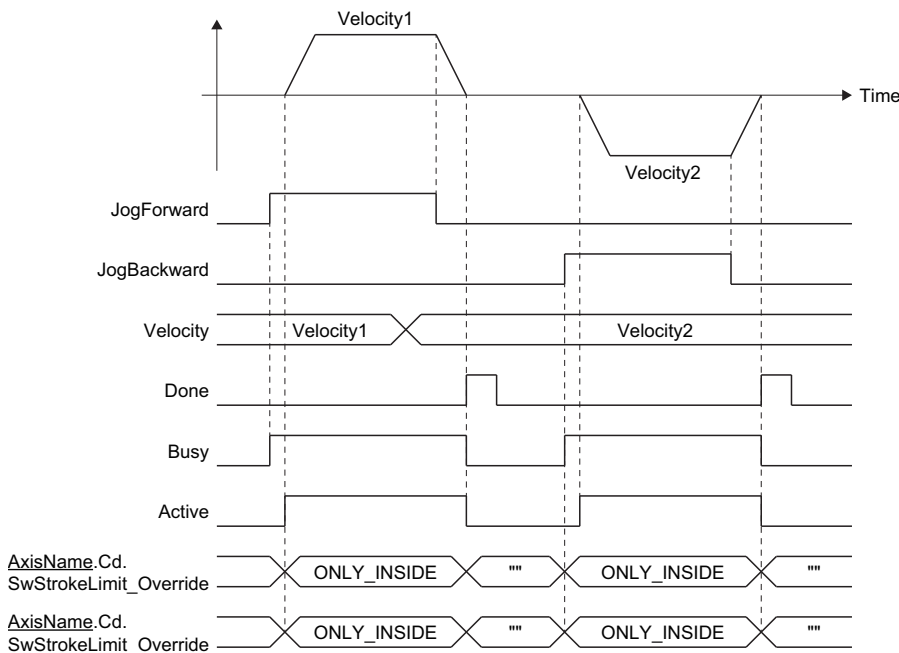 Velocity1
Time
Velocity2
JogForward
JogBackward
Velocity Velocity1 Velocity2
Done
Busy
Active
AxisName.Cd.
SwStrokeLimit_Override ONLY_INSIDE "" ONLY_INSIDE ""
AxisName.Cd.
SwStrokeLimit_Override ONLY_INSIDE "" ONLY_INSIDE ""